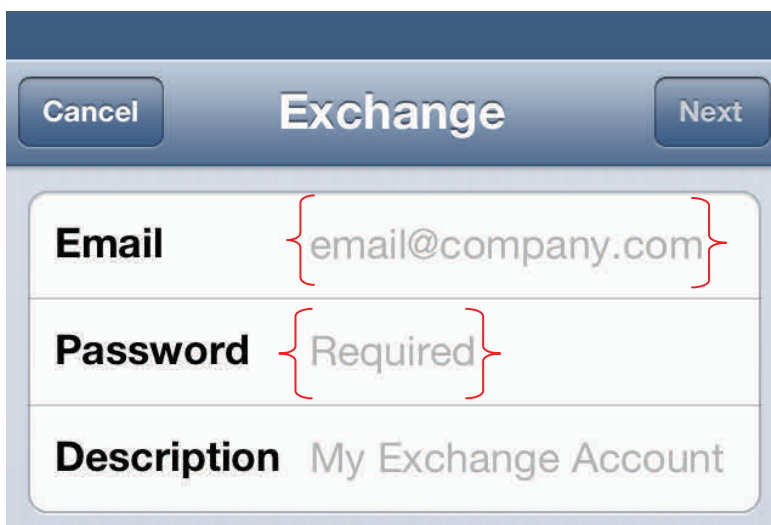 Cancel Exchange Next
Email email@company.com
Password Required
Description My Exchange Account